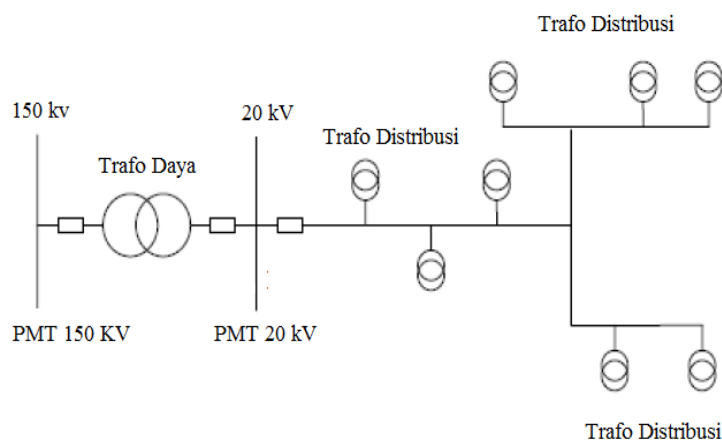 Trafo Distribusi
150 kv
20 kV
Trafo Distribusi
Trafo Daya
PMT 150 KV
PMT 20 kV
Trafo Distribusi